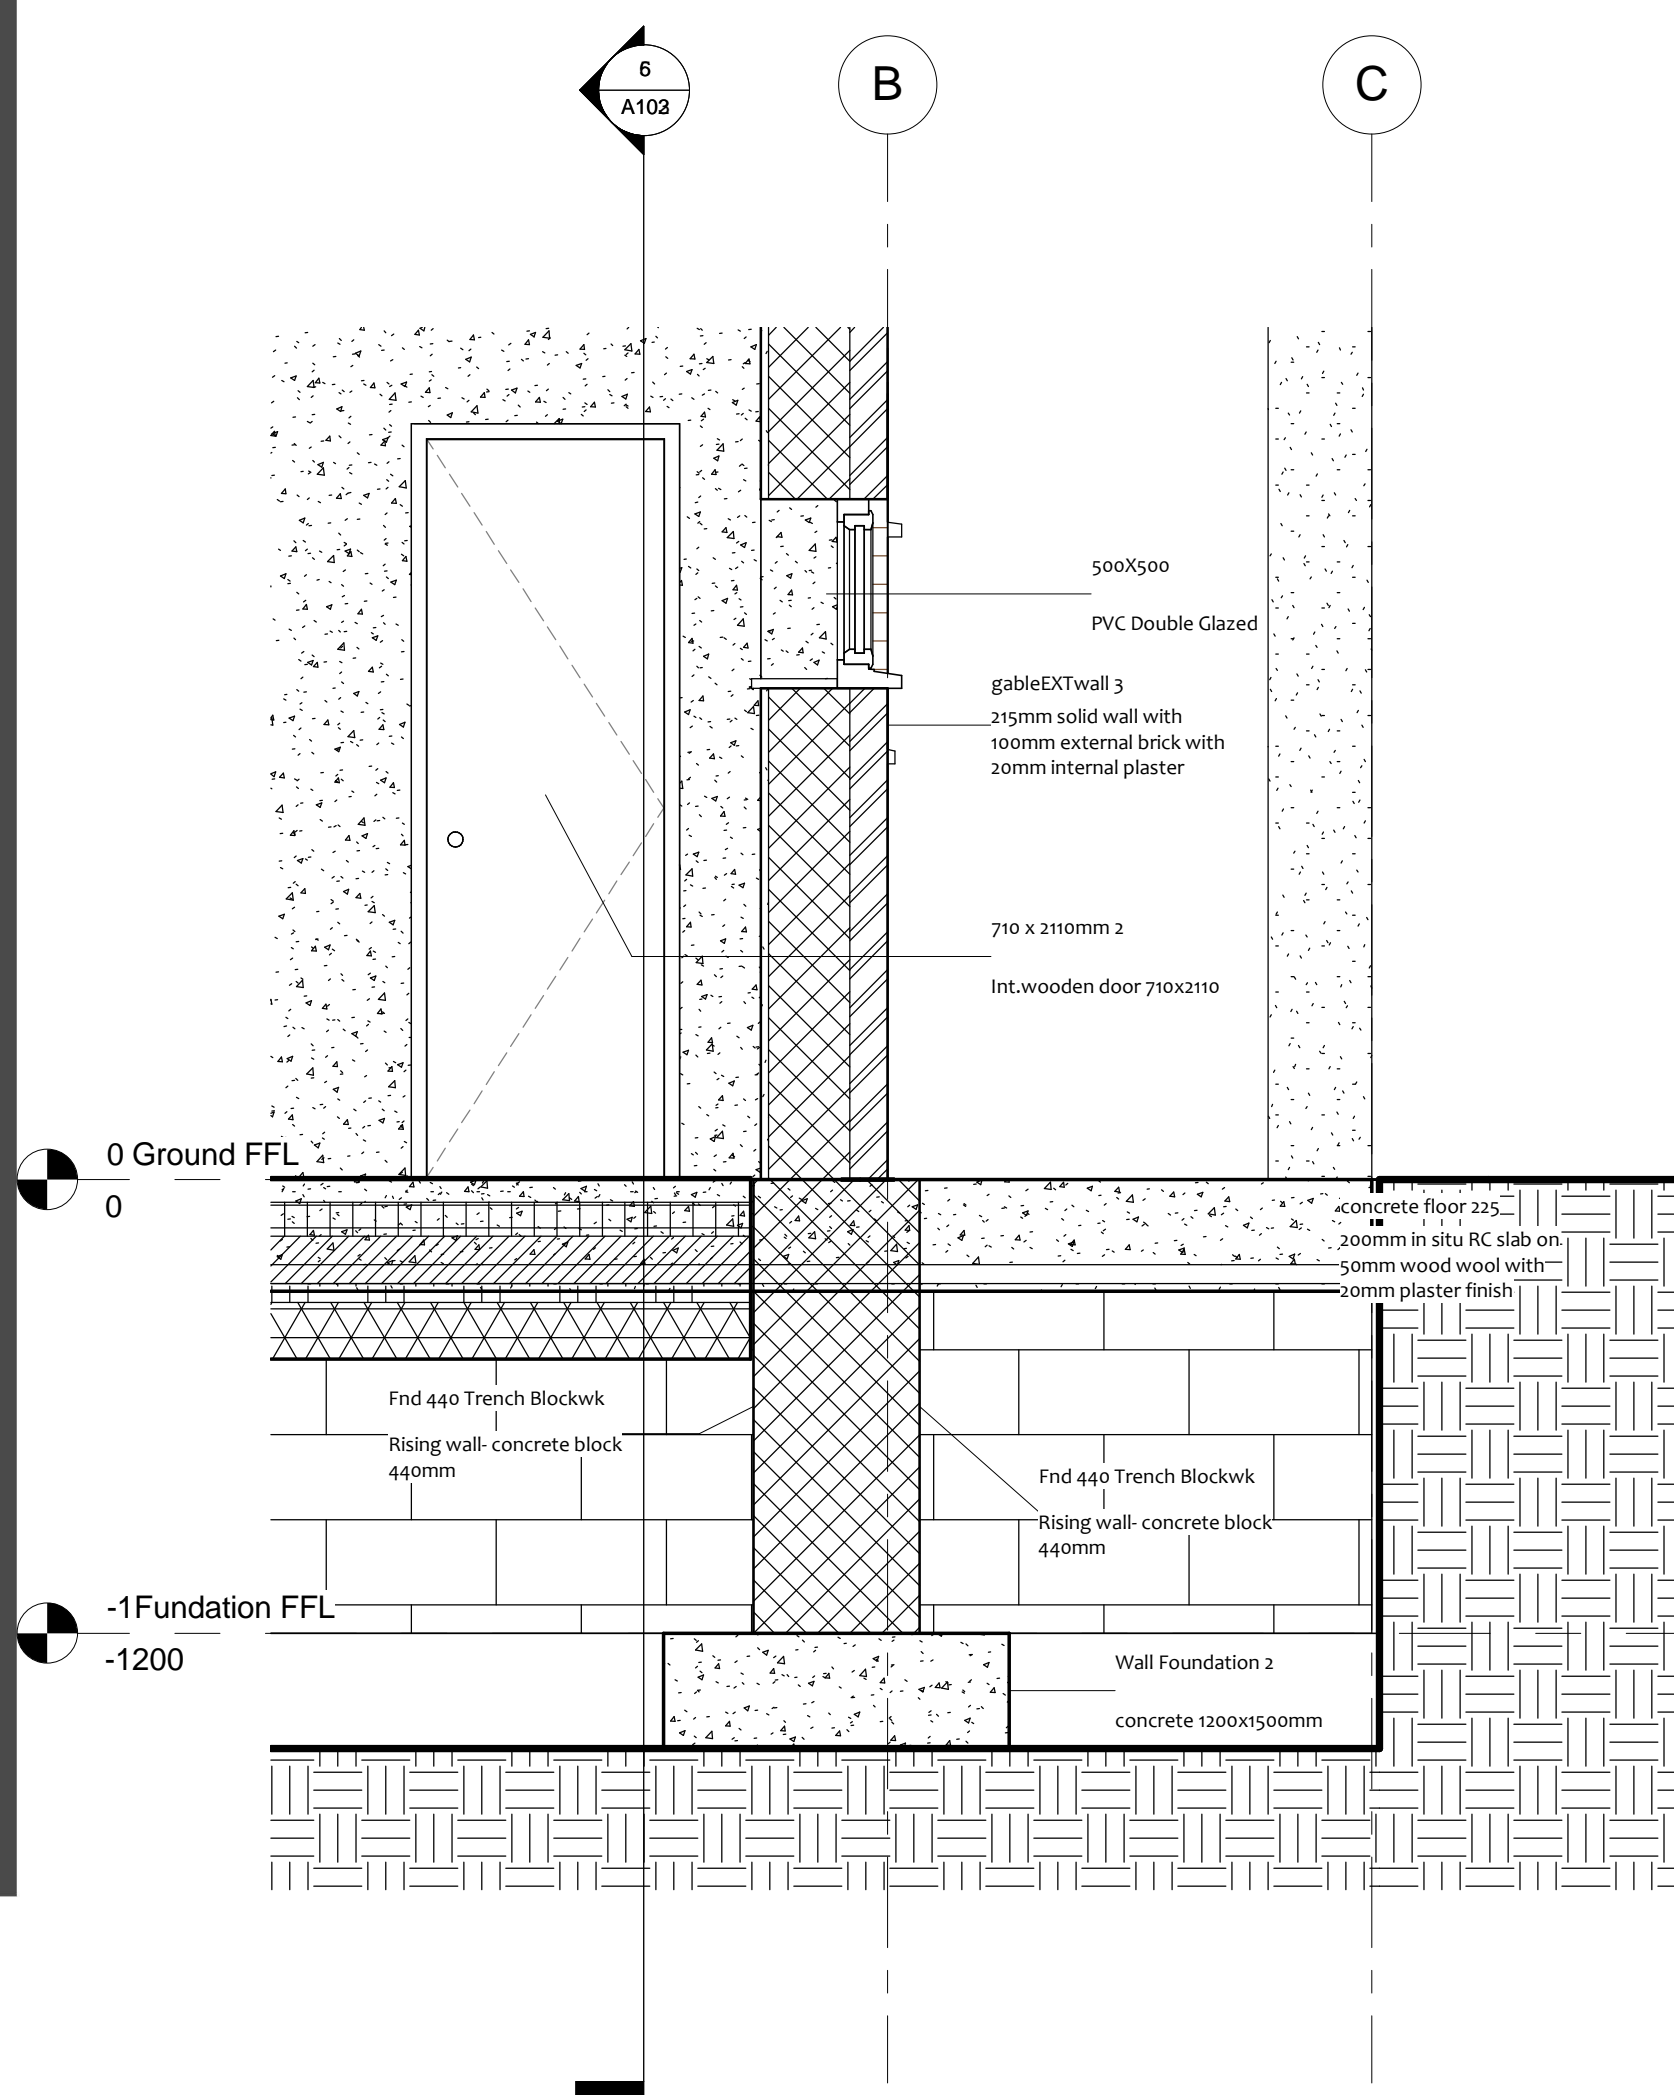 6
B
C
500X500
PVC Double Glazed
gableEXTwall 3
215mm solid wall with
100mm external brick with
20mm internal plaster
710 x 2110mm 2
Int.wooden door 710x2110
0 Ground FFL
0
concrete floor 225
200mm in situ RC slab on
50mm wood wool with
20mm plaster finish
Fnd 440 Trench Blockwk
Rising wall- concrete block
440mm
Fnd 440 Trench Blockwk
Rising wall- concrete block
440mm
-1Fundation FFL
-1200
Wall Foundation 2
concrete 1200x1500mm